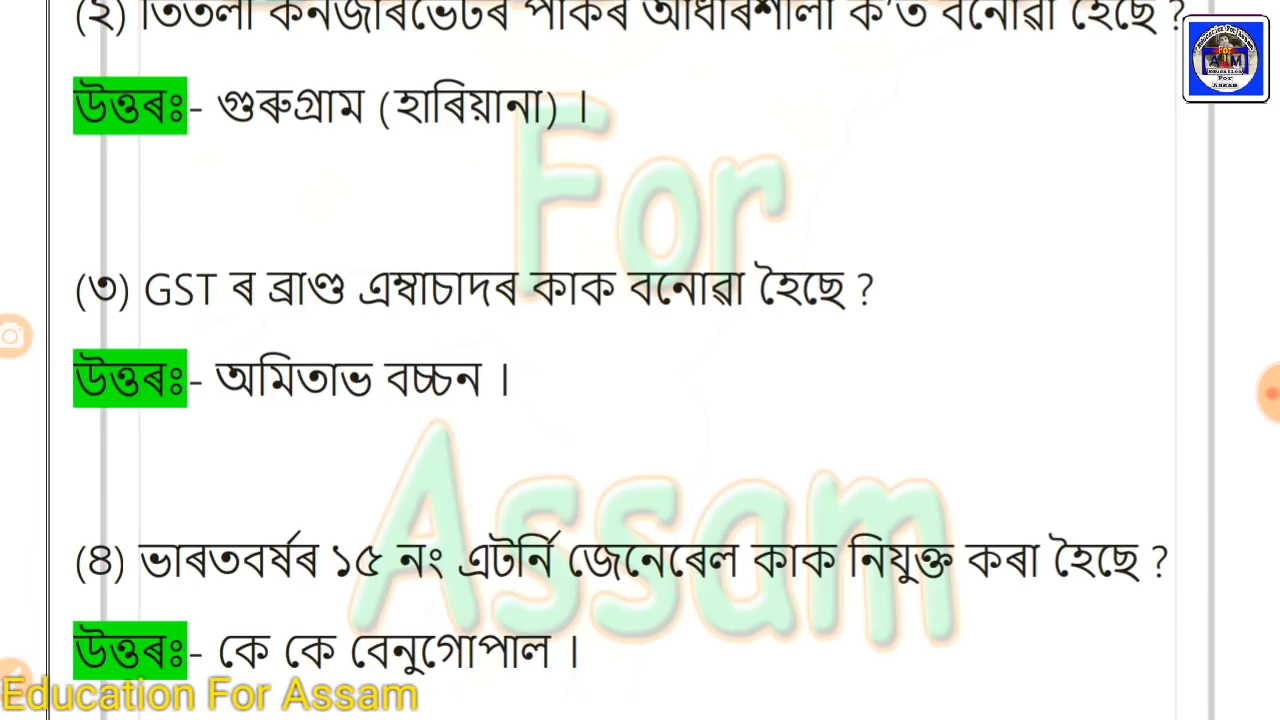 (২) তিতলী কনজাৰভেটৰ পাৰ্কৰ আধাৰশীলা ক'ত বনোৱা হৈছে ?
উত্তৰঃ- গুৰুগ্ৰাম (হাৰিয়ানা) ।
For
(৩) GST ৰ ব্ৰাণ্ড এম্বাচাদৰ কাক বনোৱা হৈছে ?
উত্তৰঃ- অমিতাভ বচ্চন ।
Assam
(৪) ভাৰতবৰ্ষৰ ১৫ নং এটৰ্নি জেনেৰেল কাক নিযুক্ত কৰা হৈছে ?
উত্তৰঃ- কে কে বেনুগোপাল ।
Education For Assam